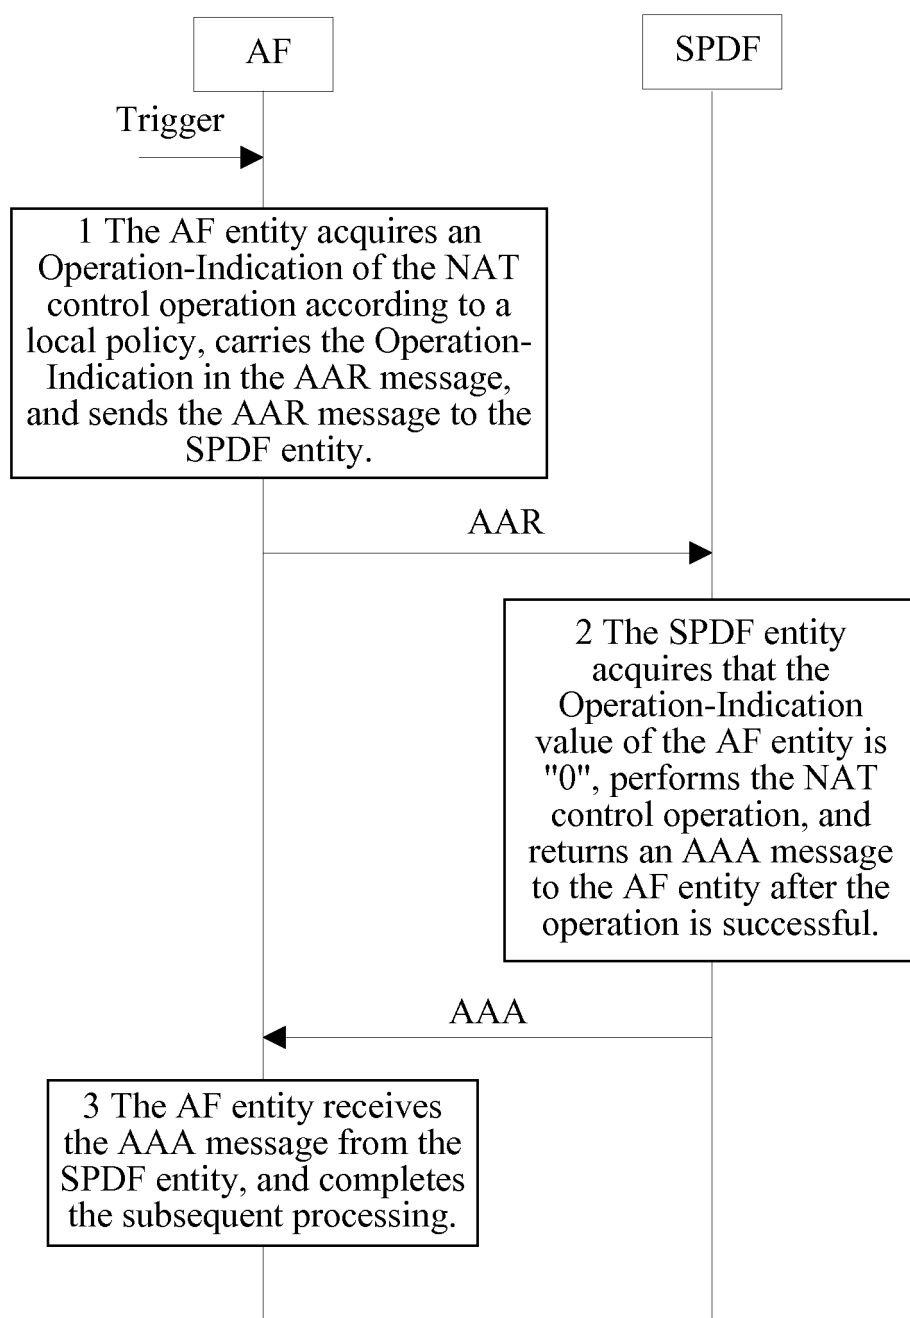 AF
SPDF
Trigger
1 The AF entity acquires an
Operation-Indication of the NAT
control operation according to a
local policy, carries the Operation-
Indication in the AAR message,
and sends the AAR message to the
SPDF entity.
AAR
2 The SPDF entity
acquires that the
Operation-Indication
value of the AF entity is
"0", performs the NAT
control operation, and
returns an AAA message
to the AF entity after the
operation is successful.
AAA
3 The AF entity receives
the AAA message from the
SPDF entity, and completes
the subsequent processing.